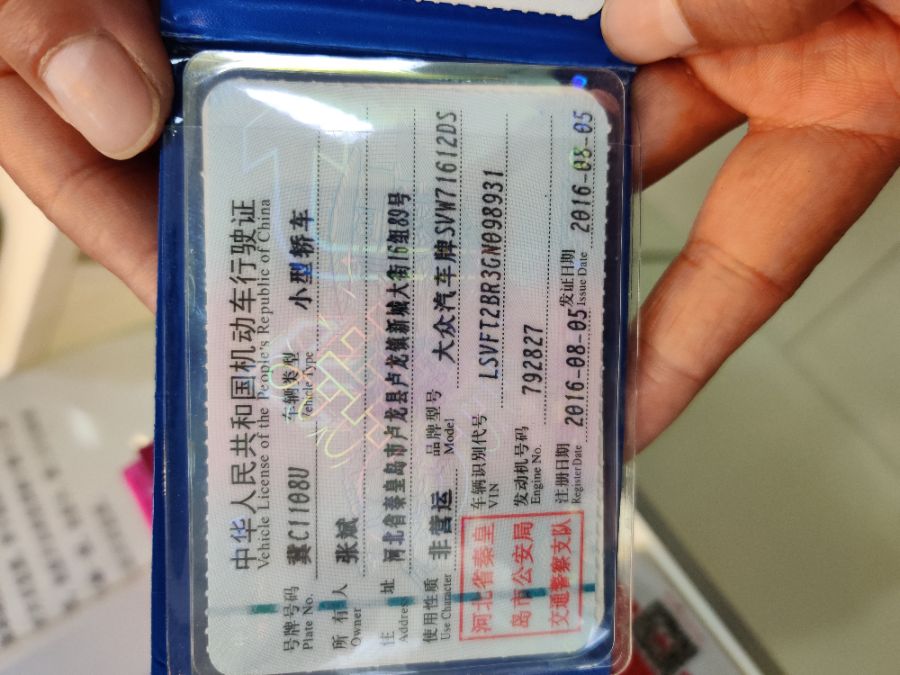 中华人民共和国机动车行驶证
Vehicle License of the People's Republic of China
号牌号码 冀C1108U 车辆类型 小型轿车
Plate No. Vehicle Type
所有人 张斌
Owner
住址 河北省秦皇岛市卢龙县卢龙镇新城大街16组89号
Address
使用性质 非营运 品牌型号 大众汽车牌SVW71612DS
Use Character Model
车辆识别代号 LSVFT2BR3GN098931
VIN
发动机号码 792827
Engine No.
注册日期 2016-08-05 发证日期 2016-08-05
Register Date Issue Date
河北省秦皇
岛市公安局
交通警察支队